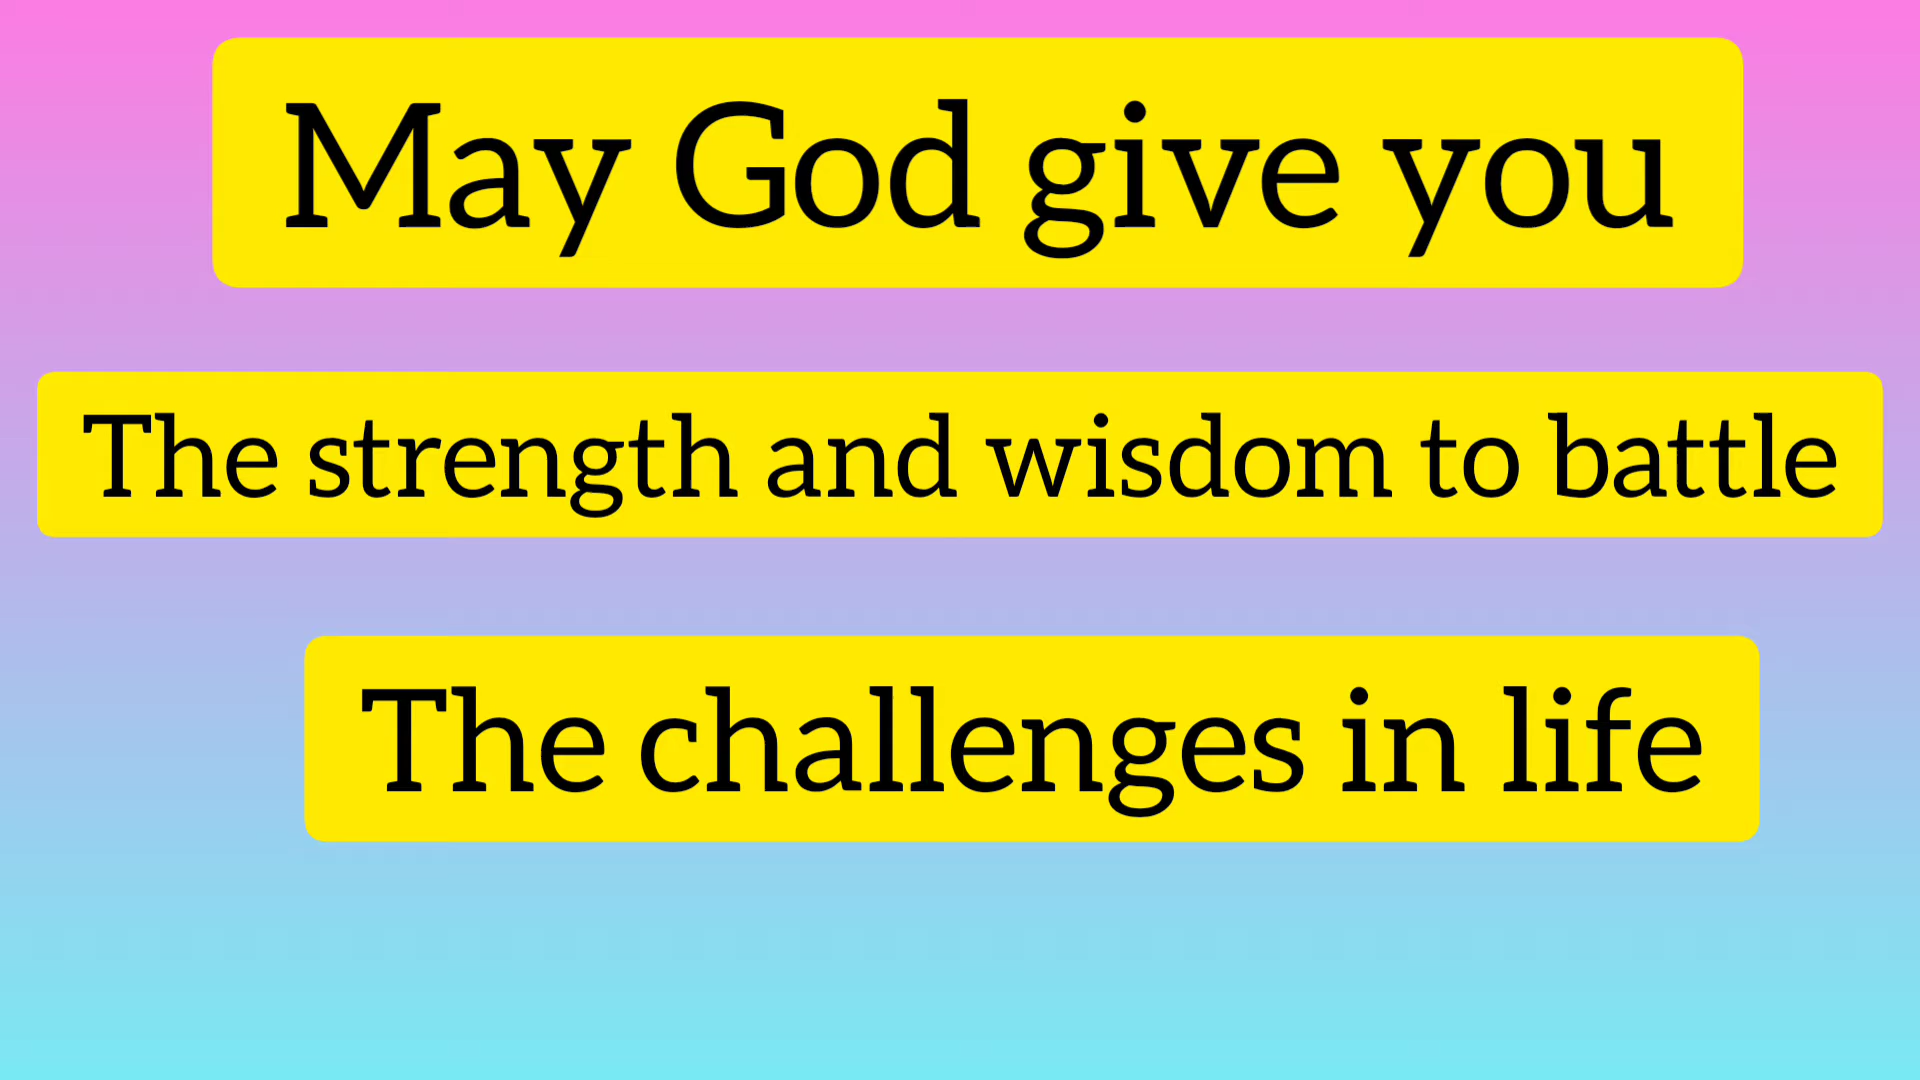 May God give you
The strength and wisdom to battle
The challenges in life